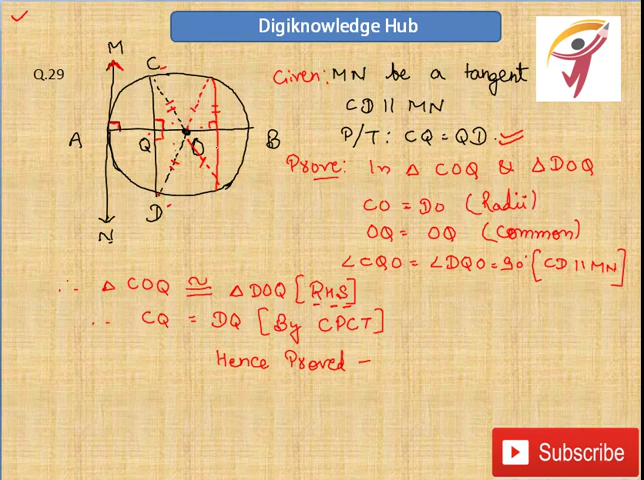 Digiknowledge Hub
Q.29
M
C
A
Q
O
B
D
N
Given: MN be a tangent
CD || MN
P/T: CQ = QD.
Prove: In △ COQ & △DOQ
CO = DO (Radii)
OQ = OQ (Common)
∠CQO = ∠DQO = 90° [CD || MN]
∴ △ COQ ≅ △DOQ [RHS]
∴ CQ = DQ [By CPCT]
Hence Proved –
Subscribe